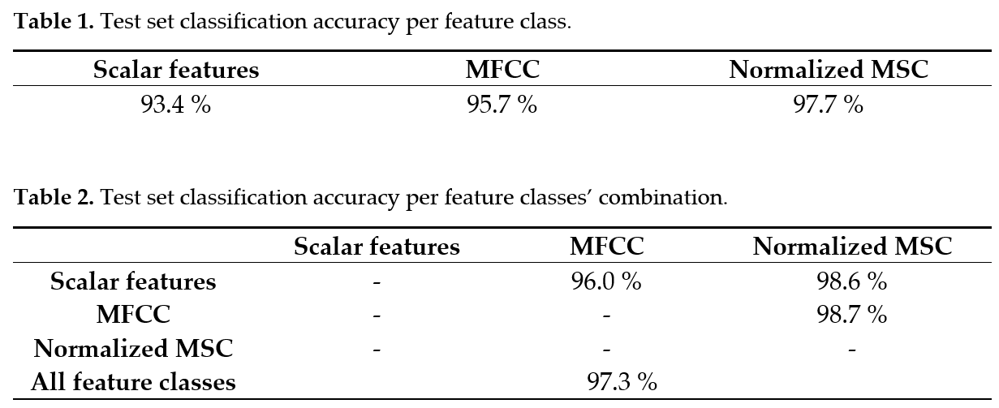 Table 1. Test set classification accuracy per feature class.
Scalar features MFCC Normalized MSC
93.4 % 95.7 % 97.7 %
Table 2. Test set classification accuracy per feature classes’ combination.
Scalar features MFCC Normalized MSC
Scalar features - 96.0 % 98.6 %
MFCC - - 98.7 %
Normalized MSC - - -
All feature classes 97.3 %